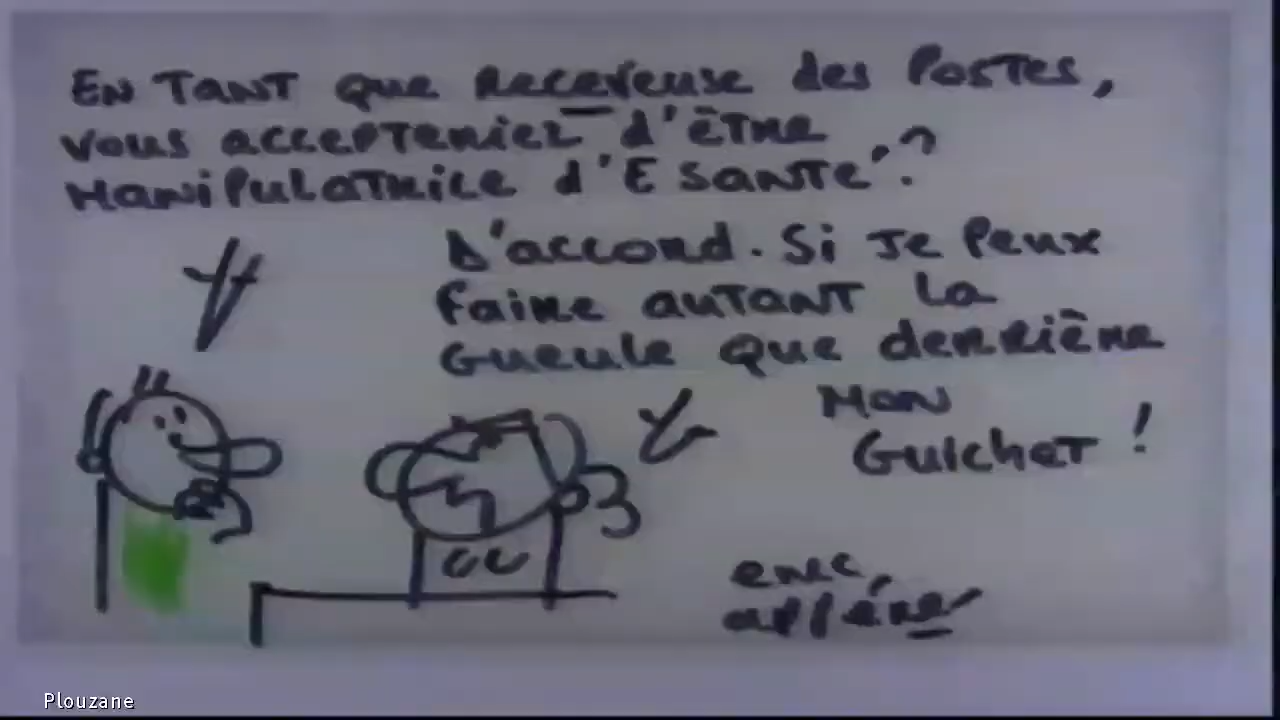 EN TANT que Receveuse des Postes,
vous accepteriez d'être
Manipulatrice d'E santé ?
D'accord. Si Je Peux
faire autant la
Gueule que derrière
Mon
Guichet !
Plouzane